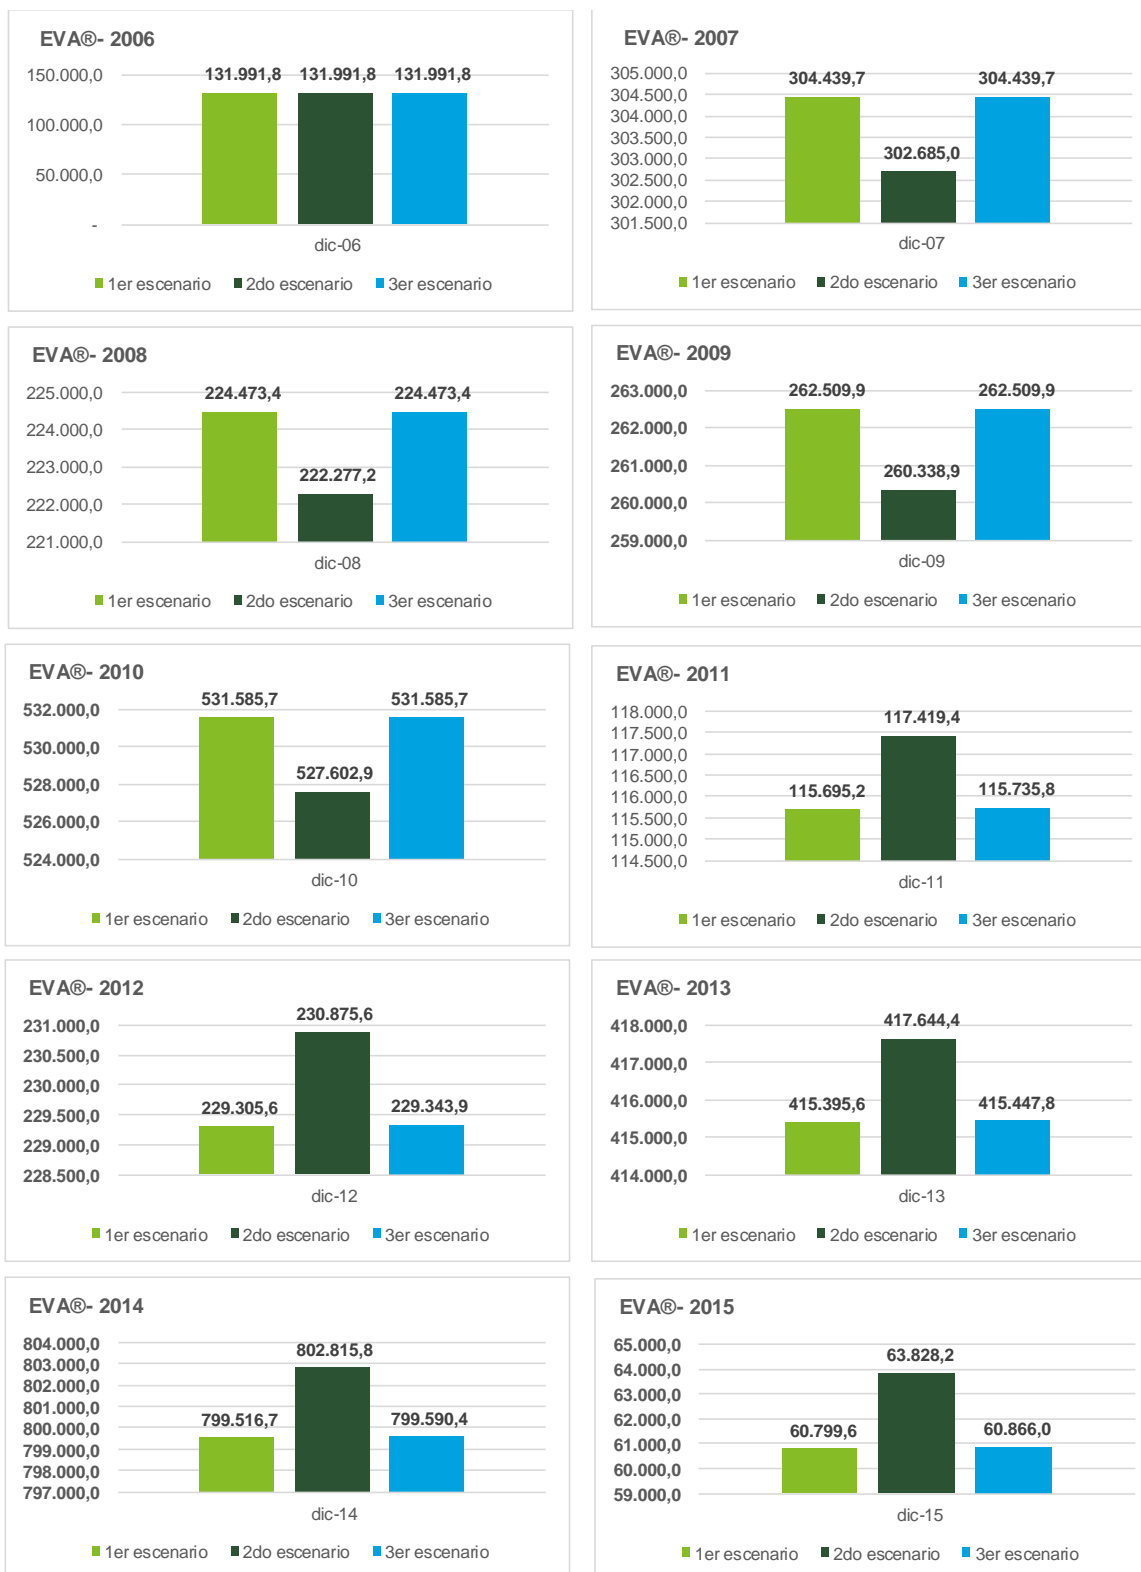 EVA®- 2006
131.991,8 131.991,8 131.991,8
150.000,0
100.000,0
50.000,0
-
dic-06
1er escenario 2do escenario 3er escenario
EVA®- 2007
304.439,7 304.439,7
305.000,0
304.500,0
304.000,0
303.500,0
302.685,0
303.000,0
302.500,0
302.000,0
301.500,0
dic-07
1er escenario 2do escenario 3er escenario
EVA®- 2008
224.473,4 224.473,4
225.000,0
224.000,0
223.000,0
222.277,2
222.000,0
221.000,0
dic-08
1er escenario 2do escenario 3er escenario
EVA®- 2009
262.509,9 262.509,9
263.000,0
262.000,0
261.000,0
260.338,9
260.000,0
259.000,0
dic-09
1er escenario 2do escenario 3er escenario
EVA®- 2010
531.585,7 531.585,7
532.000,0
530.000,0
528.000,0
527.602,9
526.000,0
524.000,0
dic-10
1er escenario 2do escenario 3er escenario
EVA®- 2011
118.000,0
117.419,4
117.500,0
117.000,0
116.500,0
115.695,2 115.735,8
116.000,0
115.500,0
115.000,0
114.500,0
dic-11
1er escenario 2do escenario 3er escenario
EVA®- 2012
230.875,6
231.000,0
230.500,0
230.000,0
229.305,6 229.343,9
229.500,0
229.000,0
228.500,0
dic-12
1er escenario 2do escenario 3er escenario
EVA®- 2013
417.644,4
418.000,0
417.000,0
416.000,0
415.395,6 415.447,8
415.000,0
414.000,0
dic-13
1er escenario 2do escenario 3er escenario
EVA®- 2014
804.000,0
802.815,8
803.000,0
802.000,0
801.000,0
799.516,7 799.590,4
800.000,0
799.000,0
798.000,0
797.000,0
dic-14
1er escenario 2do escenario 3er escenario
EVA®- 2015
65.000,0
63.828,2
64.000,0
63.000,0
62.000,0
60.799,6 60.866,0
61.000,0
60.000,0
59.000,0
dic-15
1er escenario 2do escenario 3er escenario